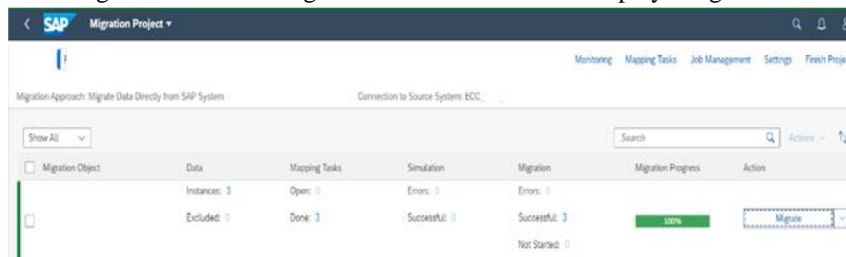 SAP Migration Project
Monitoring Mapping Tasks Job Management Settings Finish Proje
Migration Approach: Migrate Data Directly from SAP System Connection to Source System: ECC_
Show All Search Actions
Migration Object Data Mapping Tasks Simulation Migration Migration Progress Action
Instances: 3 Open: 0 Errors: 0 Errors: 0
Excluded: 0 Done: 3 Successful: 0 Successful: 3 100% Migrate
Not Started: 0